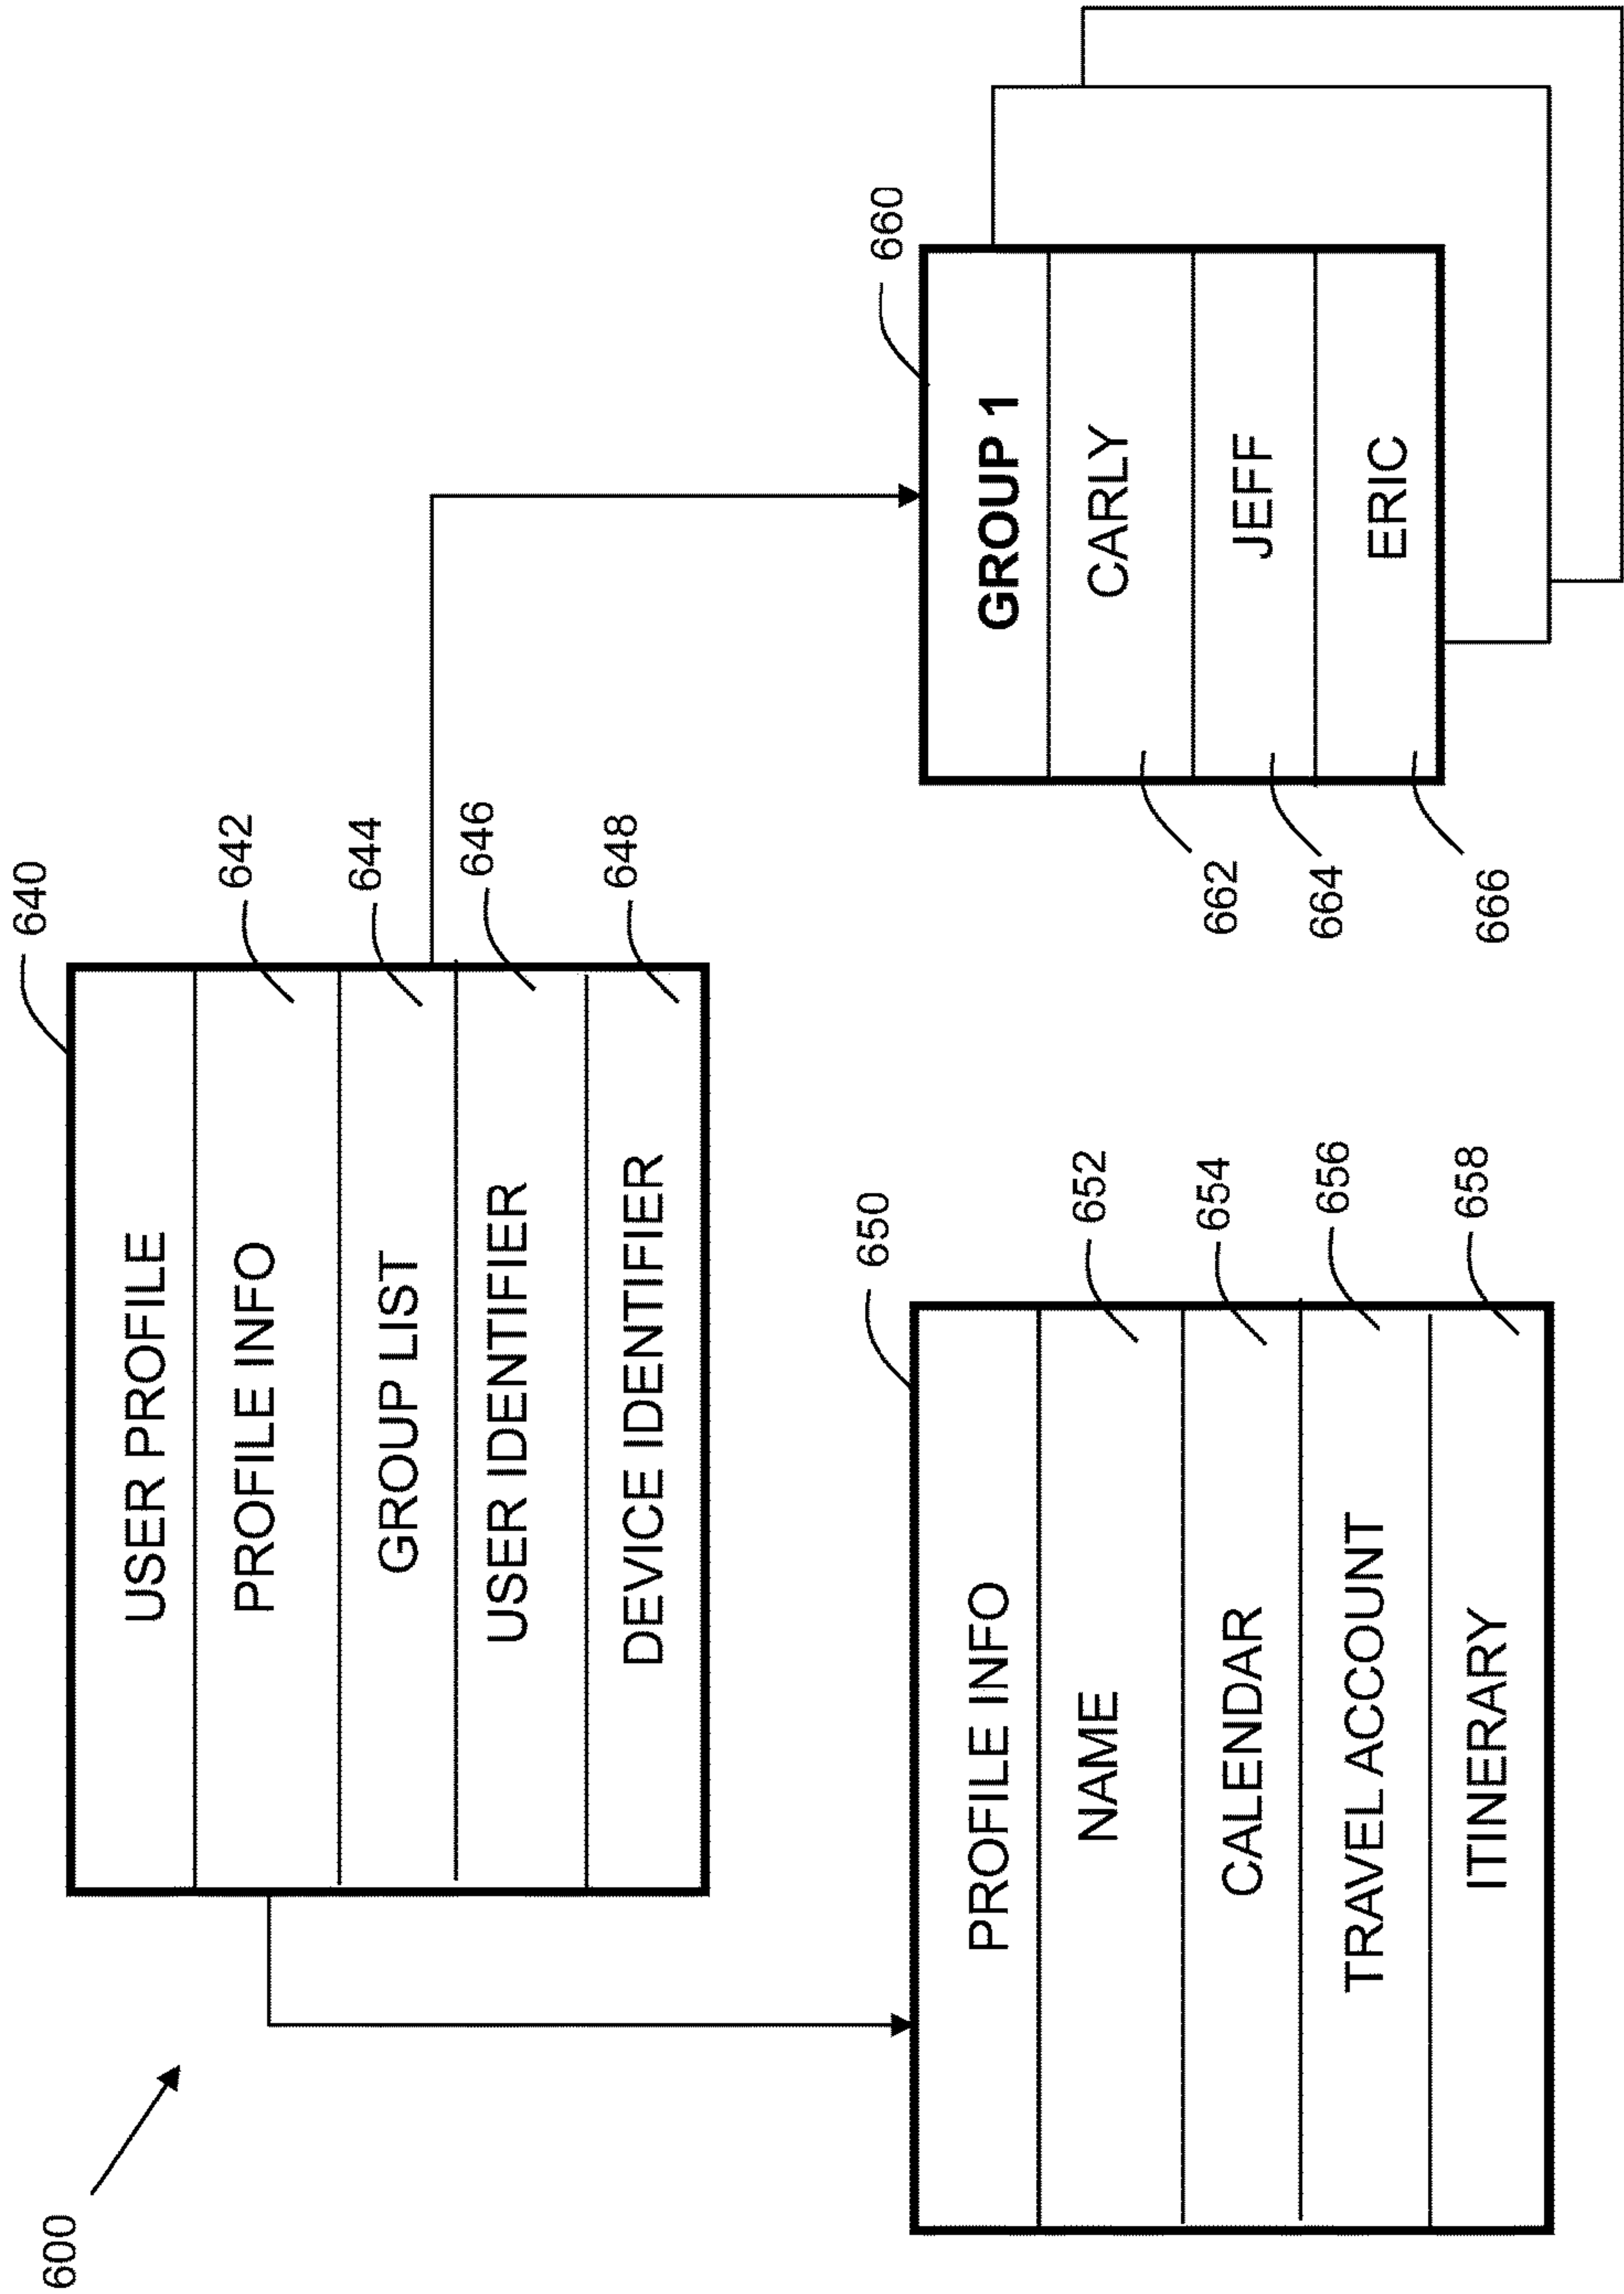 600
640
USER PROFILE
PROFILE INFO
642
GROUP LIST
644
USER IDENTIFIER
646
DEVICE IDENTIFIER
648
650
PROFILE INFO
NAME
652
CALENDAR
654
TRAVEL ACCOUNT
656
ITINERARY
658
660
GROUP 1
CARLY
662
JEFF
664
ERIC
666